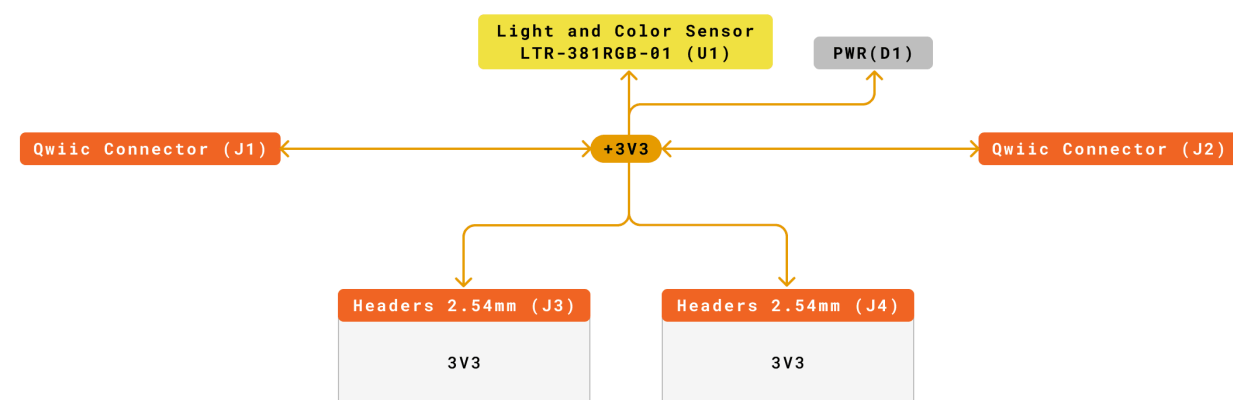 Light and Color Sensor
LTR-381RGB-01 (U1)
PWR(D1)
Qwiic Connector (J1)
+3V3
Qwiic Connector (J2)
Headers 2.54mm (J3)
Headers 2.54mm (J4)
3V3
3V3